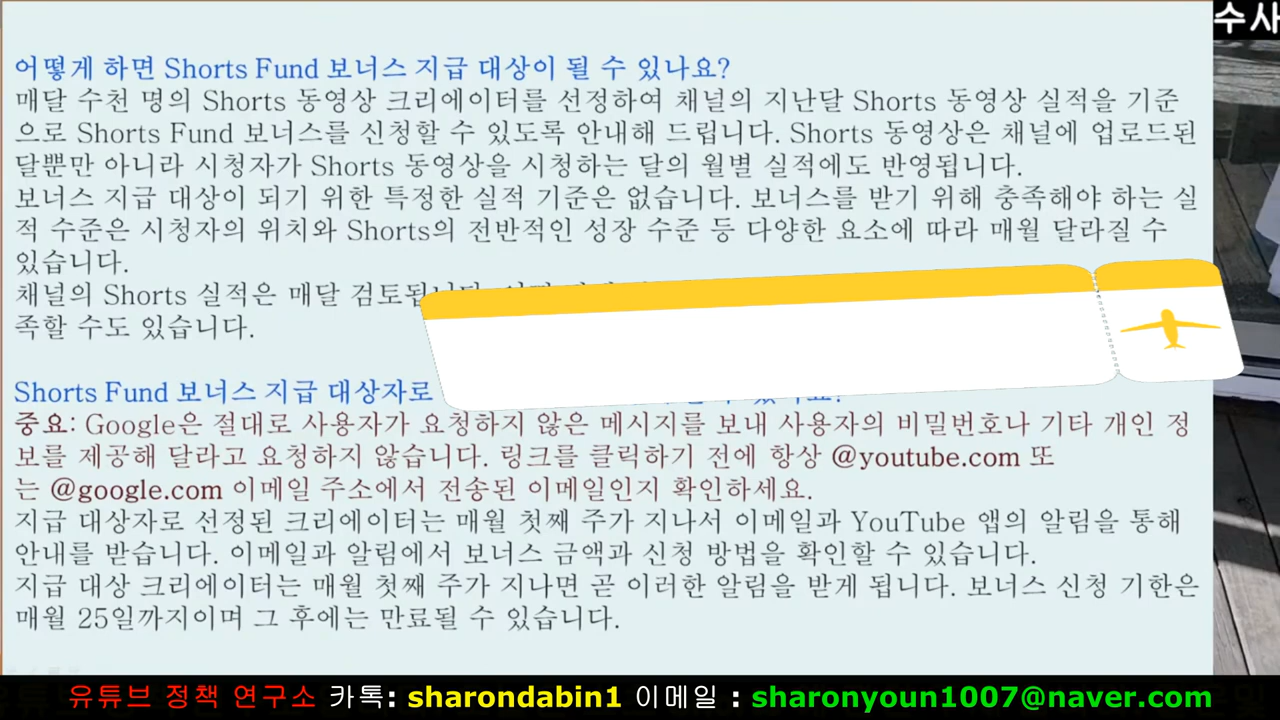 수사
어떻게 하면 Shorts Fund 보너스 지급 대상이 될 수 있나요?
매달 수천 명의 Shorts 동영상 크리에이터를 선정하여 채널의 지난달 Shorts 동영상 실적을 기준
으로 Shorts Fund 보너스를 신청할 수 있도록 안내해 드립니다. Shorts 동영상은 채널에 업로드된
달뿐만 아니라 시청자가 Shorts 동영상을 시청하는 달의 월별 실적에도 반영됩니다.
보너스 지급 대상이 되기 위한 특정한 실적 기준은 없습니다. 보너스를 받기 위해 충족해야 하는 실
적 수준은 시청자의 위치와 Shorts의 전반적인 성장 수준 등 다양한 요소에 따라 매월 달라질 수
있습니다.
채널의 Shorts 실적은 매달
족할 수도 있습니다.
Shorts Fund 보너스 지급 대상자로
중요: Google은 절대로 사용자가 요청하지 않은 메시지를 보내 사용자의 비밀번호나 기타 개인 정
보를 제공해 달라고 요청하지 않습니다. 링크를 클릭하기 전에 항상 @youtube.com 또
는 @google.com 이메일 주소에서 전송된 이메일인지 확인하세요.
지급 대상자로 선정된 크리에이터는 매월 첫째 주가 지나서 이메일과 YouTube 앱의 알림을 통해
안내를 받습니다. 이메일과 알림에서 보너스 금액과 신청 방법을 확인할 수 있습니다.
지급 대상 크리에이터는 매월 첫째 주가 지나면 곧 이러한 알림을 받게 됩니다. 보너스 신청 기한은
매월 25일까지이며 그 후에는 만료될 수 있습니다.
유튜브 정책 연구소 카톡: sharondabin1 이메일 : sharonyoun1007@naver.com